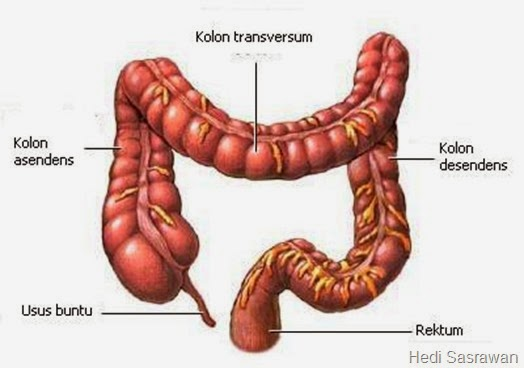 Kolon transversum
Kolon
asendens
Kolon
desendens
Usus buntu
Rektum
Hedi Sasrawan